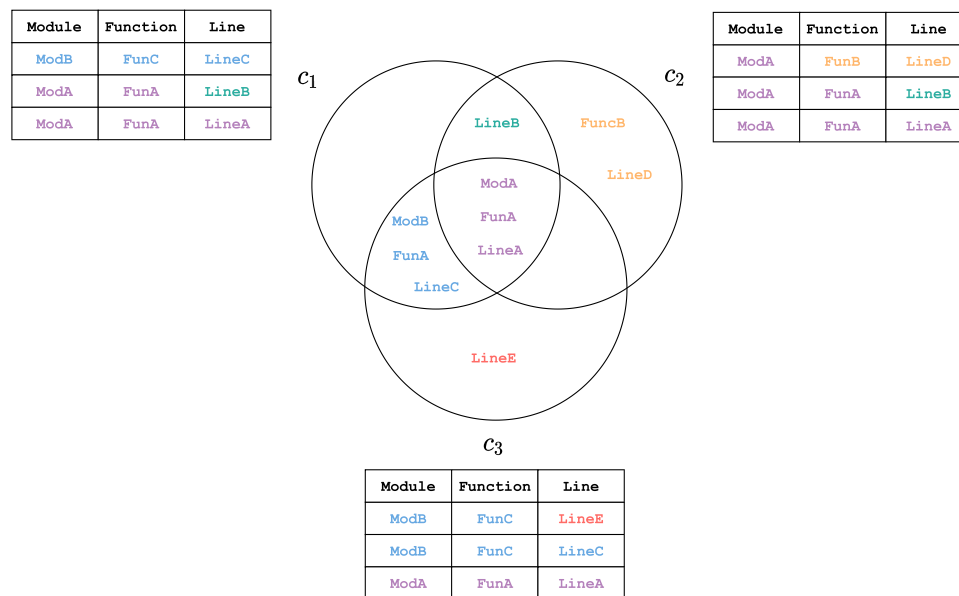 Module Function Line
ModB FunC LineC
ModA FunA LineB
ModA FunA LineA
Module Function Line
ModA FunB LineD
ModA FunA LineB
ModA FunA LineA
c1
c2
LineB
FuncB
LineD
ModA
FunA
LineA
ModB
FunA
LineC
LineE
c3
Module Function Line
ModB FunC LineE
ModB FunC LineC
ModA FunA LineA